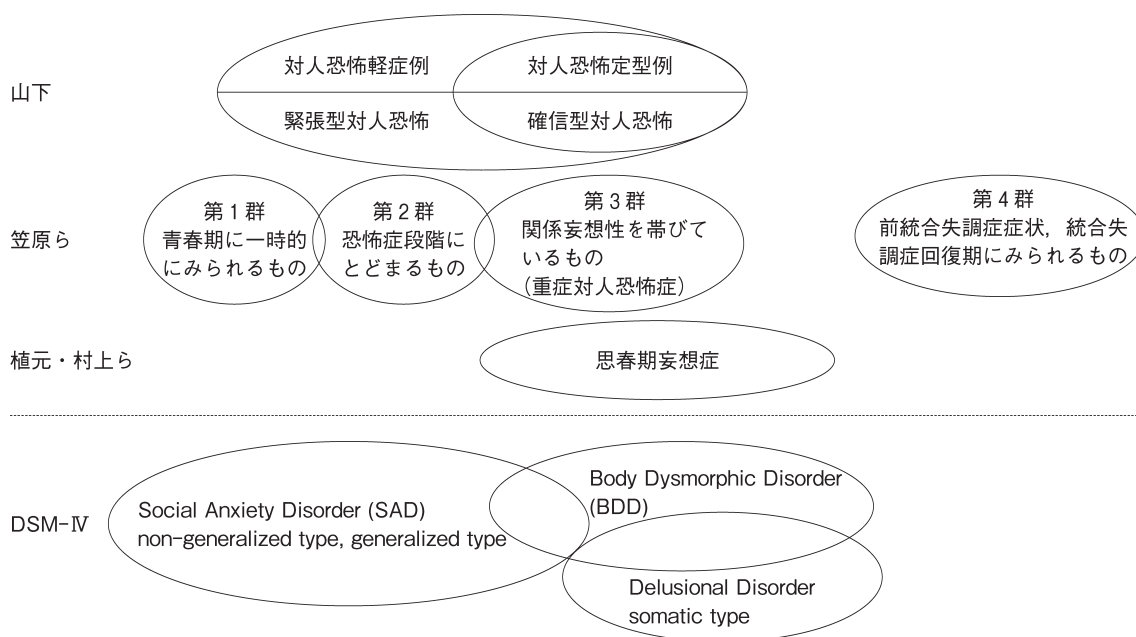 山下
対人恐怖軽症例
対人恐怖定型例
緊張型対人恐怖
確信型対人恐怖
笠原ら
第1群
青春期に一時的
にみられるもの
第2群
恐怖症段階に
とどまるもの
第3群
関係妄想性を帯びて
いるもの
(重症対人恐怖症)
第4群
前統合失調症症状,統合失
調症回復期にみられるもの
植元・村上ら
思春期妄想症
DSM-Ⅳ
Social Anxiety Disorder (SAD)
non-generalized type, generalized type
Body Dysmorphic Disorder
(BDD)
Delusional Disorder
somatic type